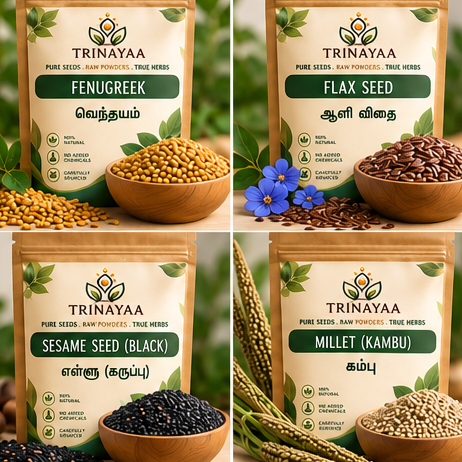 TRINAYAA
PURE SEEDS . RAW POWDERS . TRUE HERBS
FENUGREEK
வெந்தயம்
100%
NATURAL
NO ADDED
CHEMICALS
CAREFULLY
SOURCED
TRINAYAA
PURE SEEDS . RAW POWDERS . TRUE HERBS
FLAX SEED
ஆளி விதை
100%
NATURAL
NO ADDED
CHEMICALS
CAREFULLY
SOURCED
TRINAYAA
PURE SEEDS . RAW POWDERS . TRUE HERBS
SESAME SEED (BLACK)
எள்ளு (கருப்பு)
100%
NATURAL
NO ADDED
CHEMICALS
CAREFULLY
SOURCED
TRINAYAA
PURE SEEDS . RAW POWDERS . TRUE HERBS
MILLET (KAMBU)
கம்பு
100%
NATURAL
NO ADDED
CHEMICALS
CAREFULLY
SOURCED